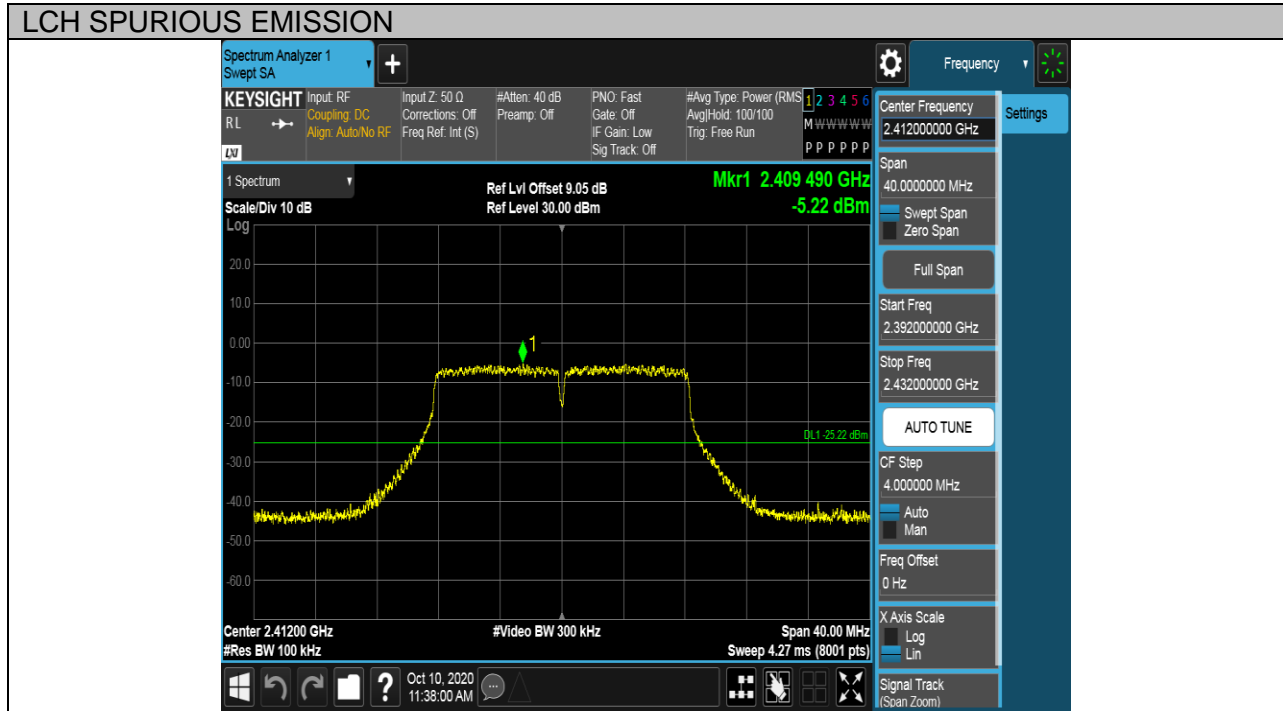 LCH SPURIOUS EMISSION
Spectrum Analyzer 1
Swept SA
Frequency
KEYSIGHT
RL
LXI
Input: RF
Coupling: DC
Align: Auto/No RF
Input Z: 50 Ω
Corrections: Off
Freq Ref: Int (S)
#Atten: 40 dB
Preamp: Off
PNO: Fast
Gate: Off
IF Gain: Low
Sig Track: Off
#Avg Type: Power (RMS
Avg|Hold: 100/100
Trig: Free Run
1 2 3 4 5 6
M W W W W W
P P P P P P
1 Spectrum
Scale/Div 10 dB
Ref Lvl Offset 9.05 dB
Ref Level 30.00 dBm
Mkr1 2.409 490 GHz
-5.22 dBm
Log
20.0
10.0
0.00
-10.0
-20.0
-30.0
-40.0
-50.0
-60.0
1
DL1 -25.22 dBm
Center 2.41200 GHz
#Video BW 300 kHz
Span 40.00 MHz
#Res BW 100 kHz
Sweep 4.27 ms (8001 pts)
Oct 10, 2020
11:38:00 AM
Center Frequency
2.412000000 GHz
Settings
Span
40.0000000 MHz
Swept Span
Zero Span
Full Span
Start Freq
2.392000000 GHz
Stop Freq
2.432000000 GHz
AUTO TUNE
CF Step
4.000000 MHz
Auto
Man
Freq Offset
0 Hz
X Axis Scale
Log
Lin
Signal Track
(Span Zoom)